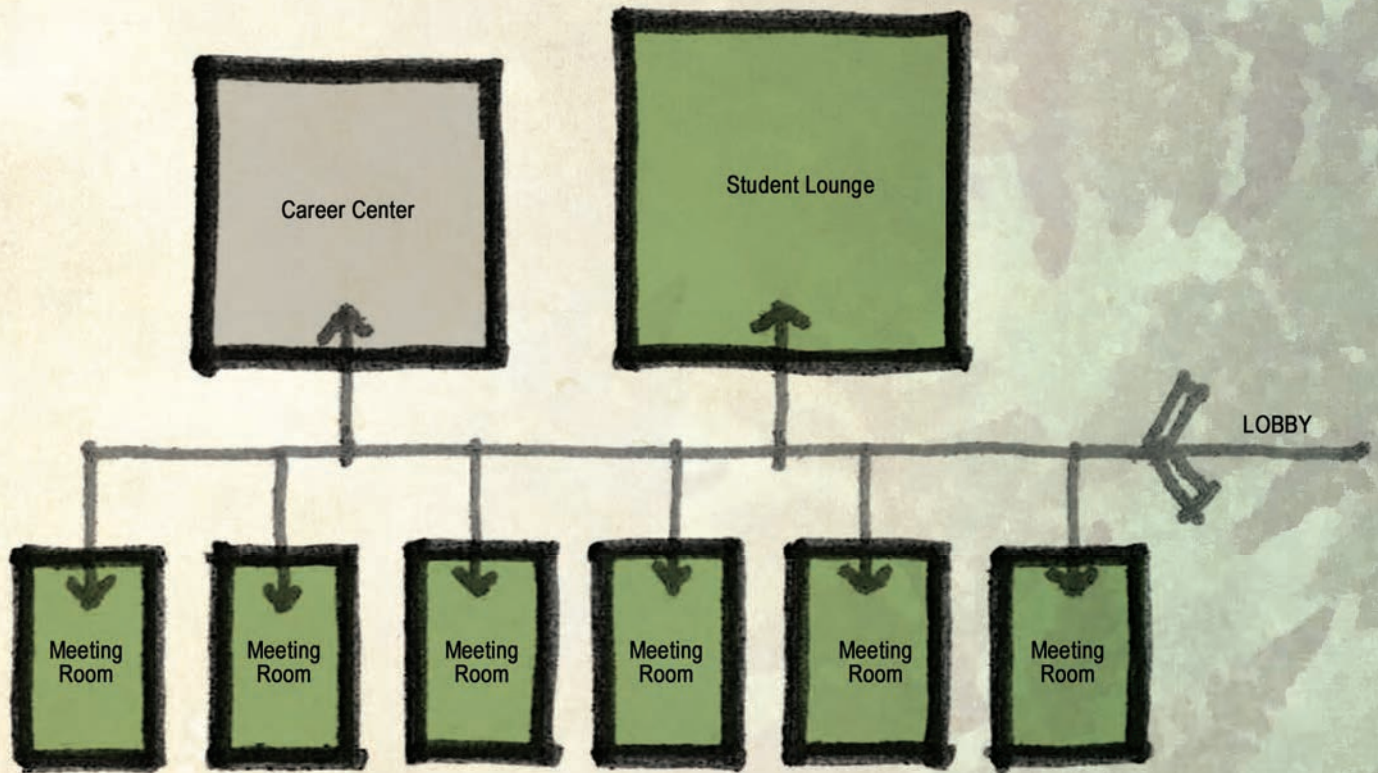 Student Lounge
Career Center
LOBBY
Meeting
Room
Meeting
Room
Meeting
Room
Meeting
Room
Meeting
Room
Meeting
Room